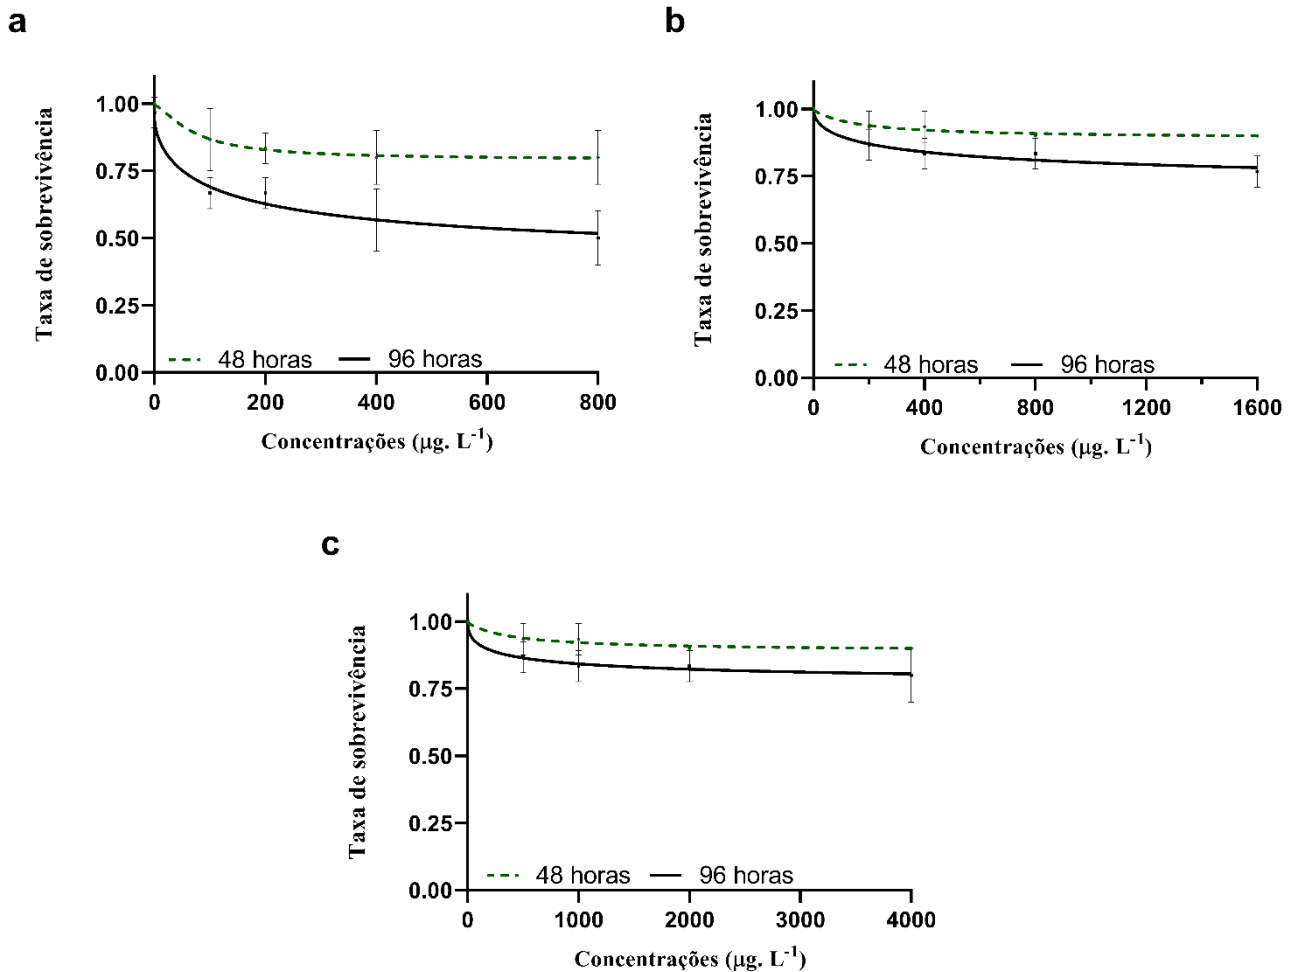 a
Taxa de sobrevivência
1.00
0.75
0.50
0.25
0.00
48 horas 96 horas
0 200 400 600 800
Concentrações (µg. L⁻¹)
b
Taxa de sobrevivência
1.00
0.75
0.50
0.25
0.00
48 horas 96 horas
0 400 800 1200 1600
Concentrações (µg. L⁻¹)
c
Taxa de sobrevivência
1.00
0.75
0.50
0.25
0.00
48 horas 96 horas
0 1000 2000 3000 4000
Concentrações (µg. L⁻¹)